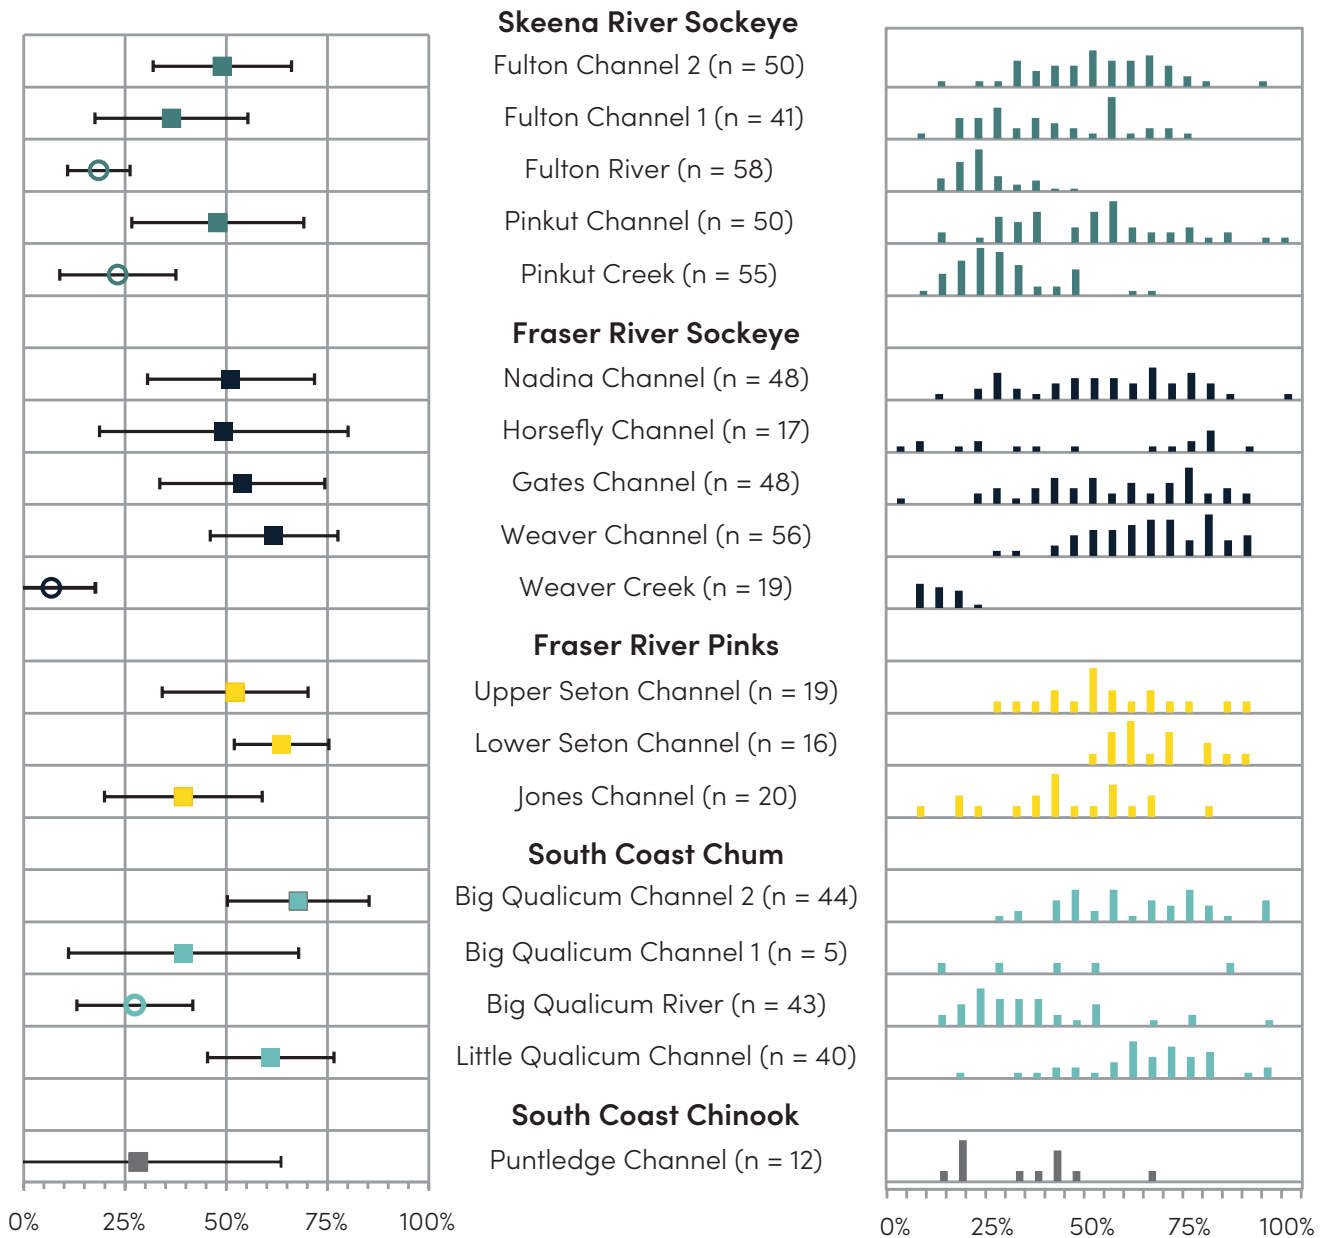 Skeena River Sockeye
Fulton Channel 2 (n = 50)
Fulton Channel 1 (n = 41)
Fulton River (n = 58)
Pinkut Channel (n = 50)
Pinkut Creek (n = 55)
Fraser River Sockeye
Nadina Channel (n = 48)
Horsefly Channel (n = 17)
Gates Channel (n = 48)
Weaver Channel (n = 56)
Weaver Creek (n = 19)
Fraser River Pinks
Upper Seton Channel (n = 19)
Lower Seton Channel (n = 16)
Jones Channel (n = 20)
South Coast Chum
Big Qualicum Channel 2 (n = 44)
Big Qualicum Channel 1 (n = 5)
Big Qualicum River (n = 43)
Little Qualicum Channel (n = 40)
South Coast Chinook
Puntledge Channel (n = 12)
0% 25% 50% 75% 100%
0% 25% 50% 75% 100%